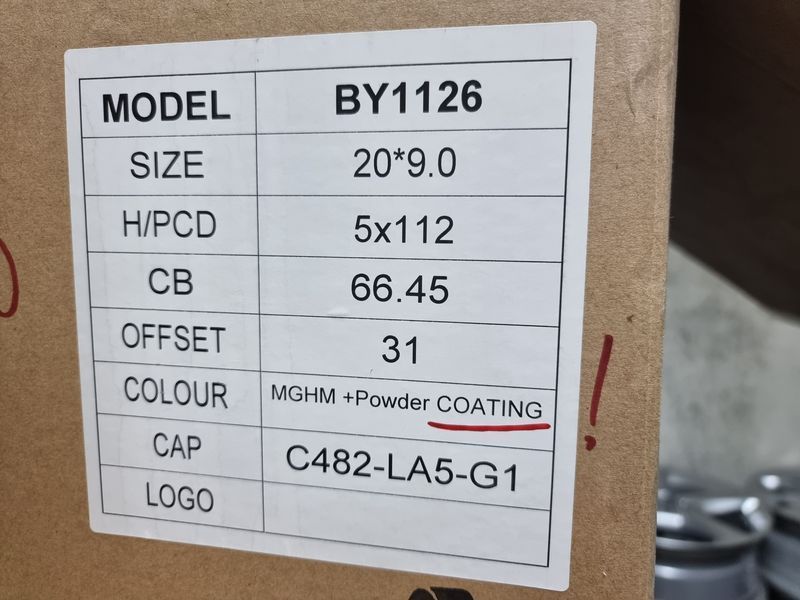 MODEL BY1126
SIZE 20*9.0
H/PCD 5x112
CB 66.45
OFFSET 31
COLOUR MGHM +Powder COATING !
CAP C482-LA5-G1
LOGO